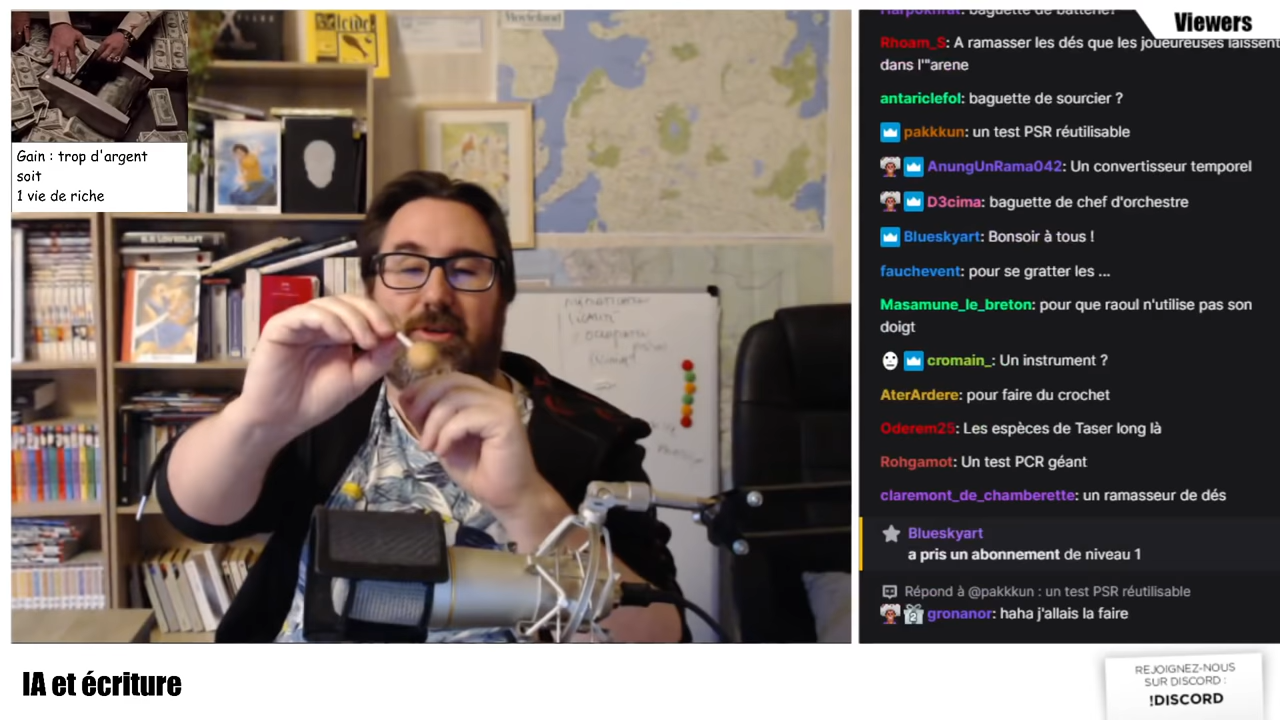 Gain : trop d'argent
soit
1 vie de riche
Viewers
Rhoam_S: A ramasser les dés que les joueureuses laissent
dans l'"arene
antariclefol: baguette de sourcier ?
pakkkun: un test PSR réutilisable
AnungUnRama042: Un convertisseur temporel
D3cima: baguette de chef d'orchestre
Blueskyart: Bonsoir à tous !
fauchevent: pour se gratter les ...
Masamune_le_breton: pour que raoul n'utilise pas son
doigt
cromain_: Un instrument ?
AterArdere: pour faire du crochet
Oderem25: Les espèces de Taser long là
Rohgamot: Un test PCR géant
claremont_de_chamberette: un ramasseur de dés
Blueskyart
a pris un abonnement de niveau 1
Répond à @pakkkun : un test PSR réutilisable
2
gronanor: haha j'allais la faire
IA et écriture
REJOIGNEZ-NOUS
SUR DISCORD :
!DISCORD